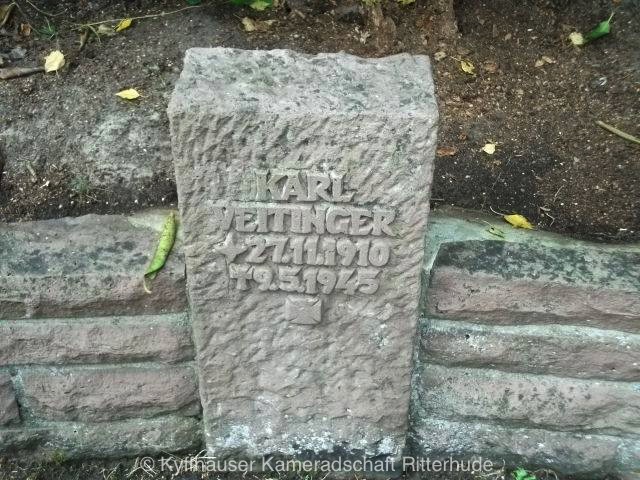 KARL
VEITINGER
* 27.11.1910
† 9.5.1945
© Kyffhäuser Kameradschaft Ritterhude